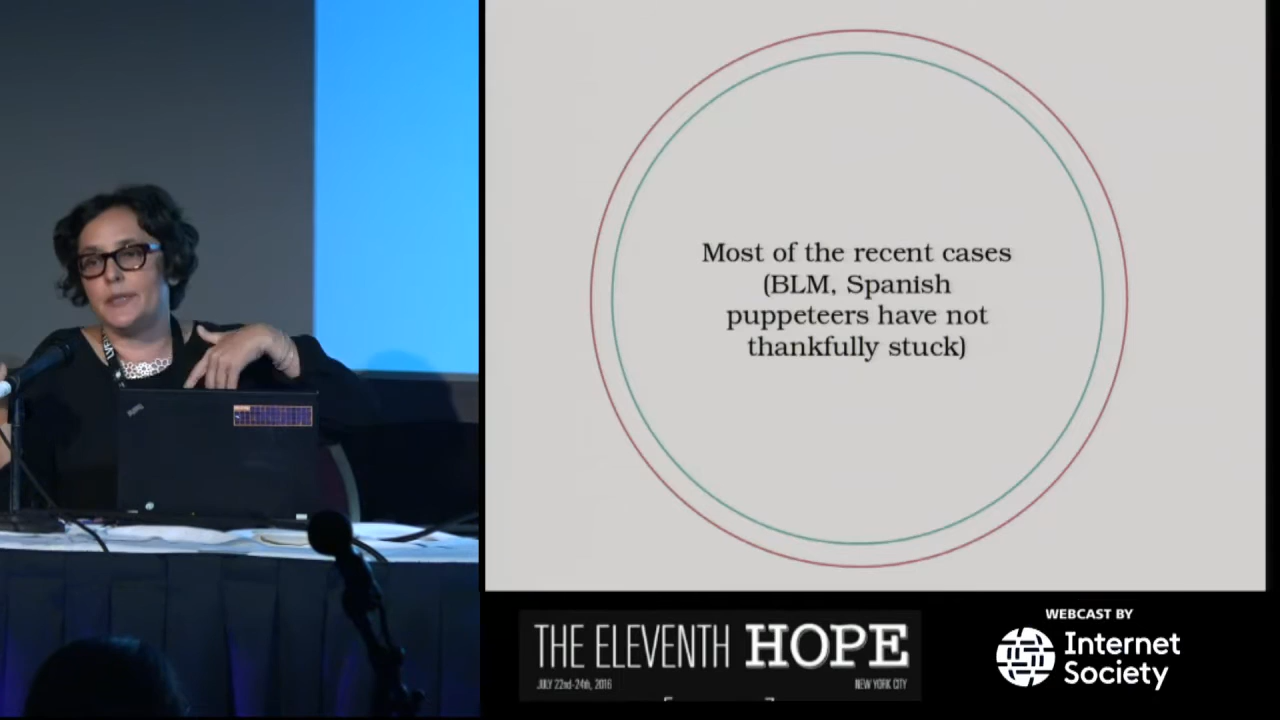 Most of the recent cases
(BLM, Spanish
puppeteers have not
thankfully stuck)
THE ELEVENTH HOPE
JULY 22nd-24th, 2016
NEW YORK CITY
WEBCAST BY
Internet
Society